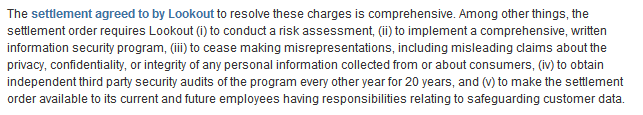 The settlement agreed to by Lookout to resolve these charges is comprehensive. Among other things, the
settlement order requires Lookout (i) to conduct a risk assessment, (ii) to implement a comprehensive, written
information security program, (iii) to cease making misrepresentations, including misleading claims about the
privacy, confidentiality, or integrity of any personal information collected from or about consumers, (iv) to obtain
independent third party security audits of the program every other year for 20 years, and (v) to make the settlement
order available to its current and future employees having responsibilities relating to safeguarding customer data.